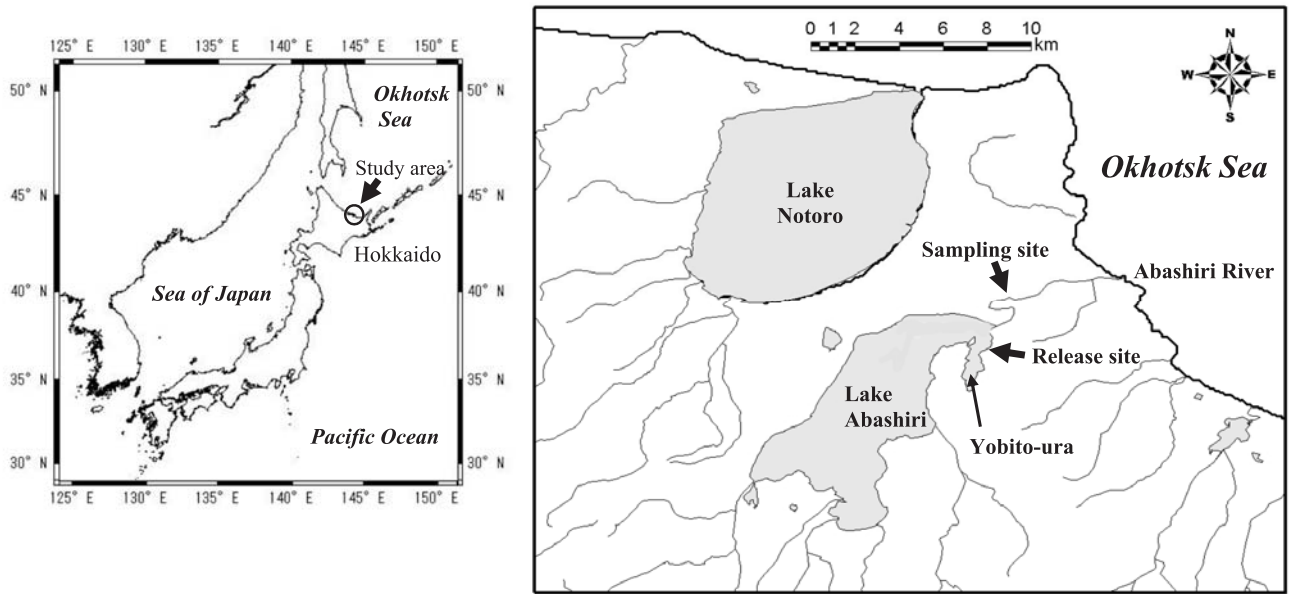 125° E 130° E 135° E 140° E 145° E 150° E
50° N
50° N
Okhotsk
Sea
Study area
45° N
45° N
Hokkaido
Sea of Japan
40° N
40° N
35° N
35° N
Pacific Ocean
30° N
30° N
125° E 130° E 135° E 140° E 145° E 150° E
0 1 2 4 6 8 10
km
N
W E
S
Okhotsk Sea
Lake
Notoro
Sampling site
Abashiri River
Release site
Lake
Abashiri
Yobito-ura